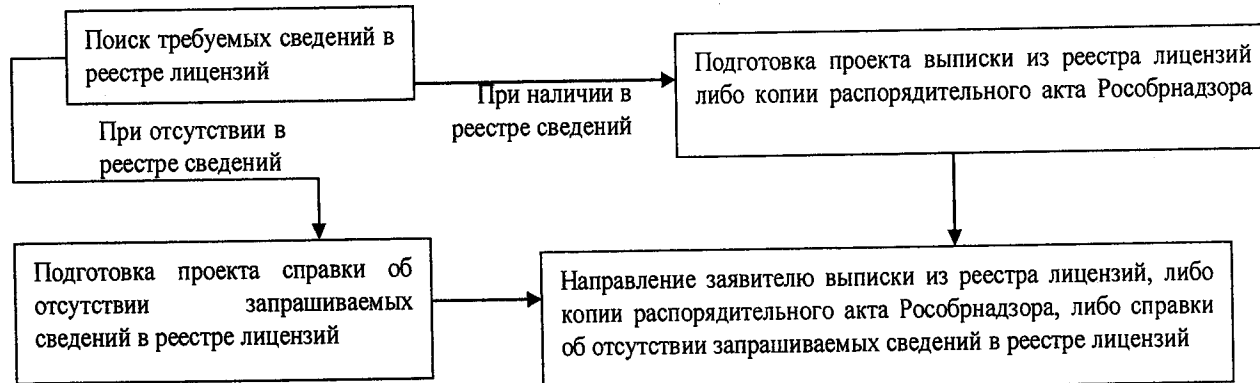 Поиск требуемых сведений в
реестре лицензий
При наличии в
реестре сведений
Подготовка проекта выписки из реестра лицензий
либо копии распорядительного акта Рособрнадзора
При отсутствии в
реестре сведений
Подготовка проекта справки об
отсутствии запрашиваемых
сведений в реестре лицензий
Направление заявителю выписки из реестра лицензий, либо
копии распорядительного акта Рособрнадзора, либо справки
об отсутствии запрашиваемых сведений в реестре лицензий